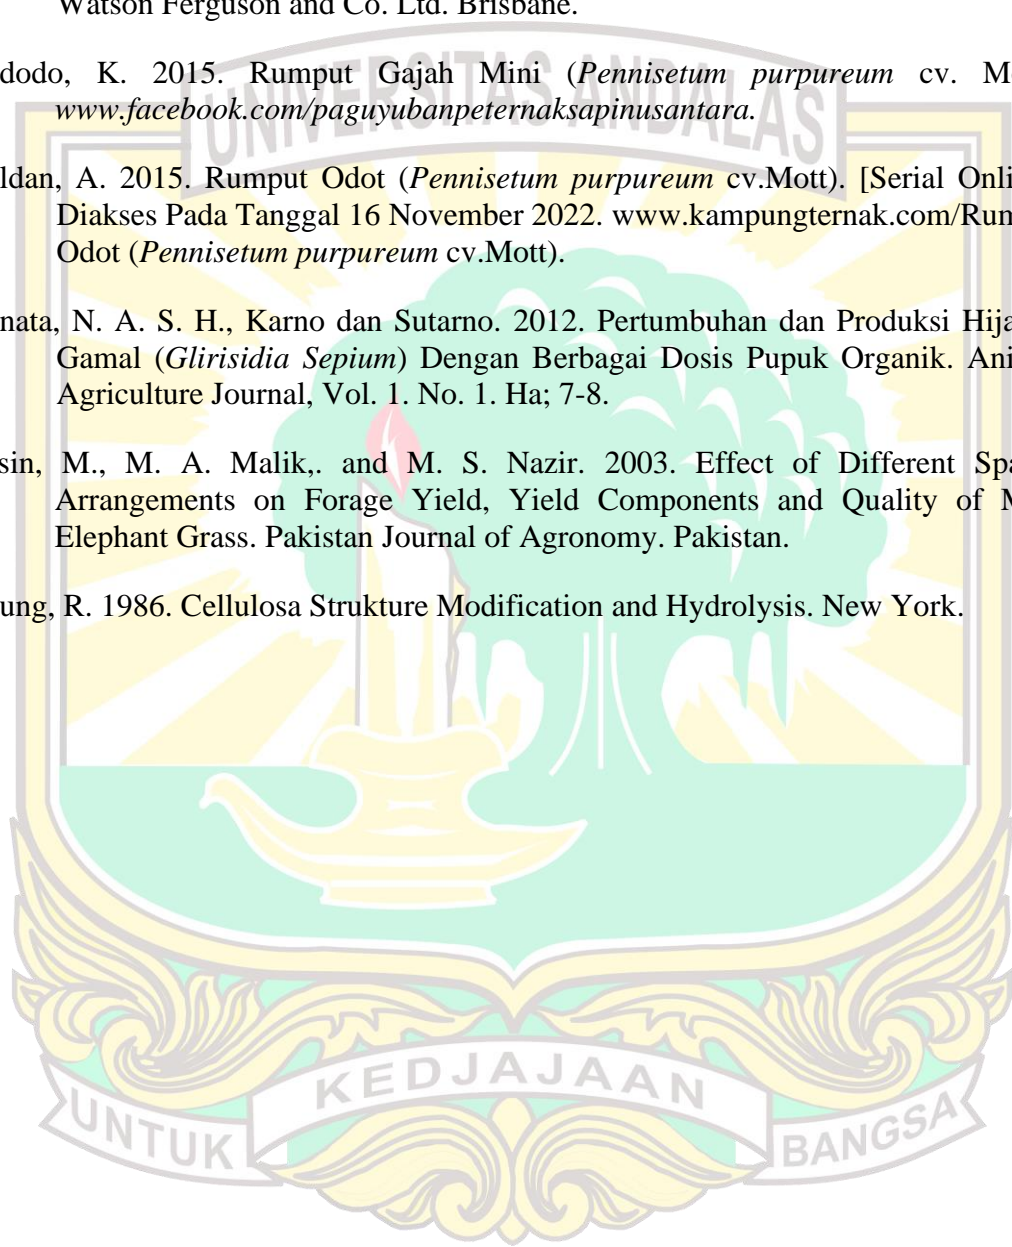 Watson Ferguson and Co. Ltd. Brisbane.
dodo, K. 2015. Rumput Gajah Mini (Pennisetum purpureum cv. Mo
www.facebook.com/paguyubanpeternaksapinusantara.
ldan, A. 2015. Rumput Odot (Pennisetum purpureum cv.Mott). [Serial Onli
Diakses Pada Tanggal 16 November 2022. www.kampungternak.com/Rum
Odot (Pennisetum purpureum cv.Mott).
nata, N. A. S. H., Karno dan Sutarno. 2012. Pertumbuhan dan Produksi Hija
Gamal (Glirisidia Sepium) Dengan Berbagai Dosis Pupuk Organik. Ani
Agriculture Journal, Vol. 1. No. 1. Ha; 7-8.
sin, M., M. A. Malik,. and M. S. Nazir. 2003. Effect of Different Spa
Arrangements on Forage Yield, Yield Components and Quality of M
Elephant Grass. Pakistan Journal of Agronomy. Pakistan.
ung, R. 1986. Cellulosa Strukture Modification and Hydrolysis. New York.
UNIVERSITAS ANDALAS
UNTUK KEDJAJAAN BANGSA